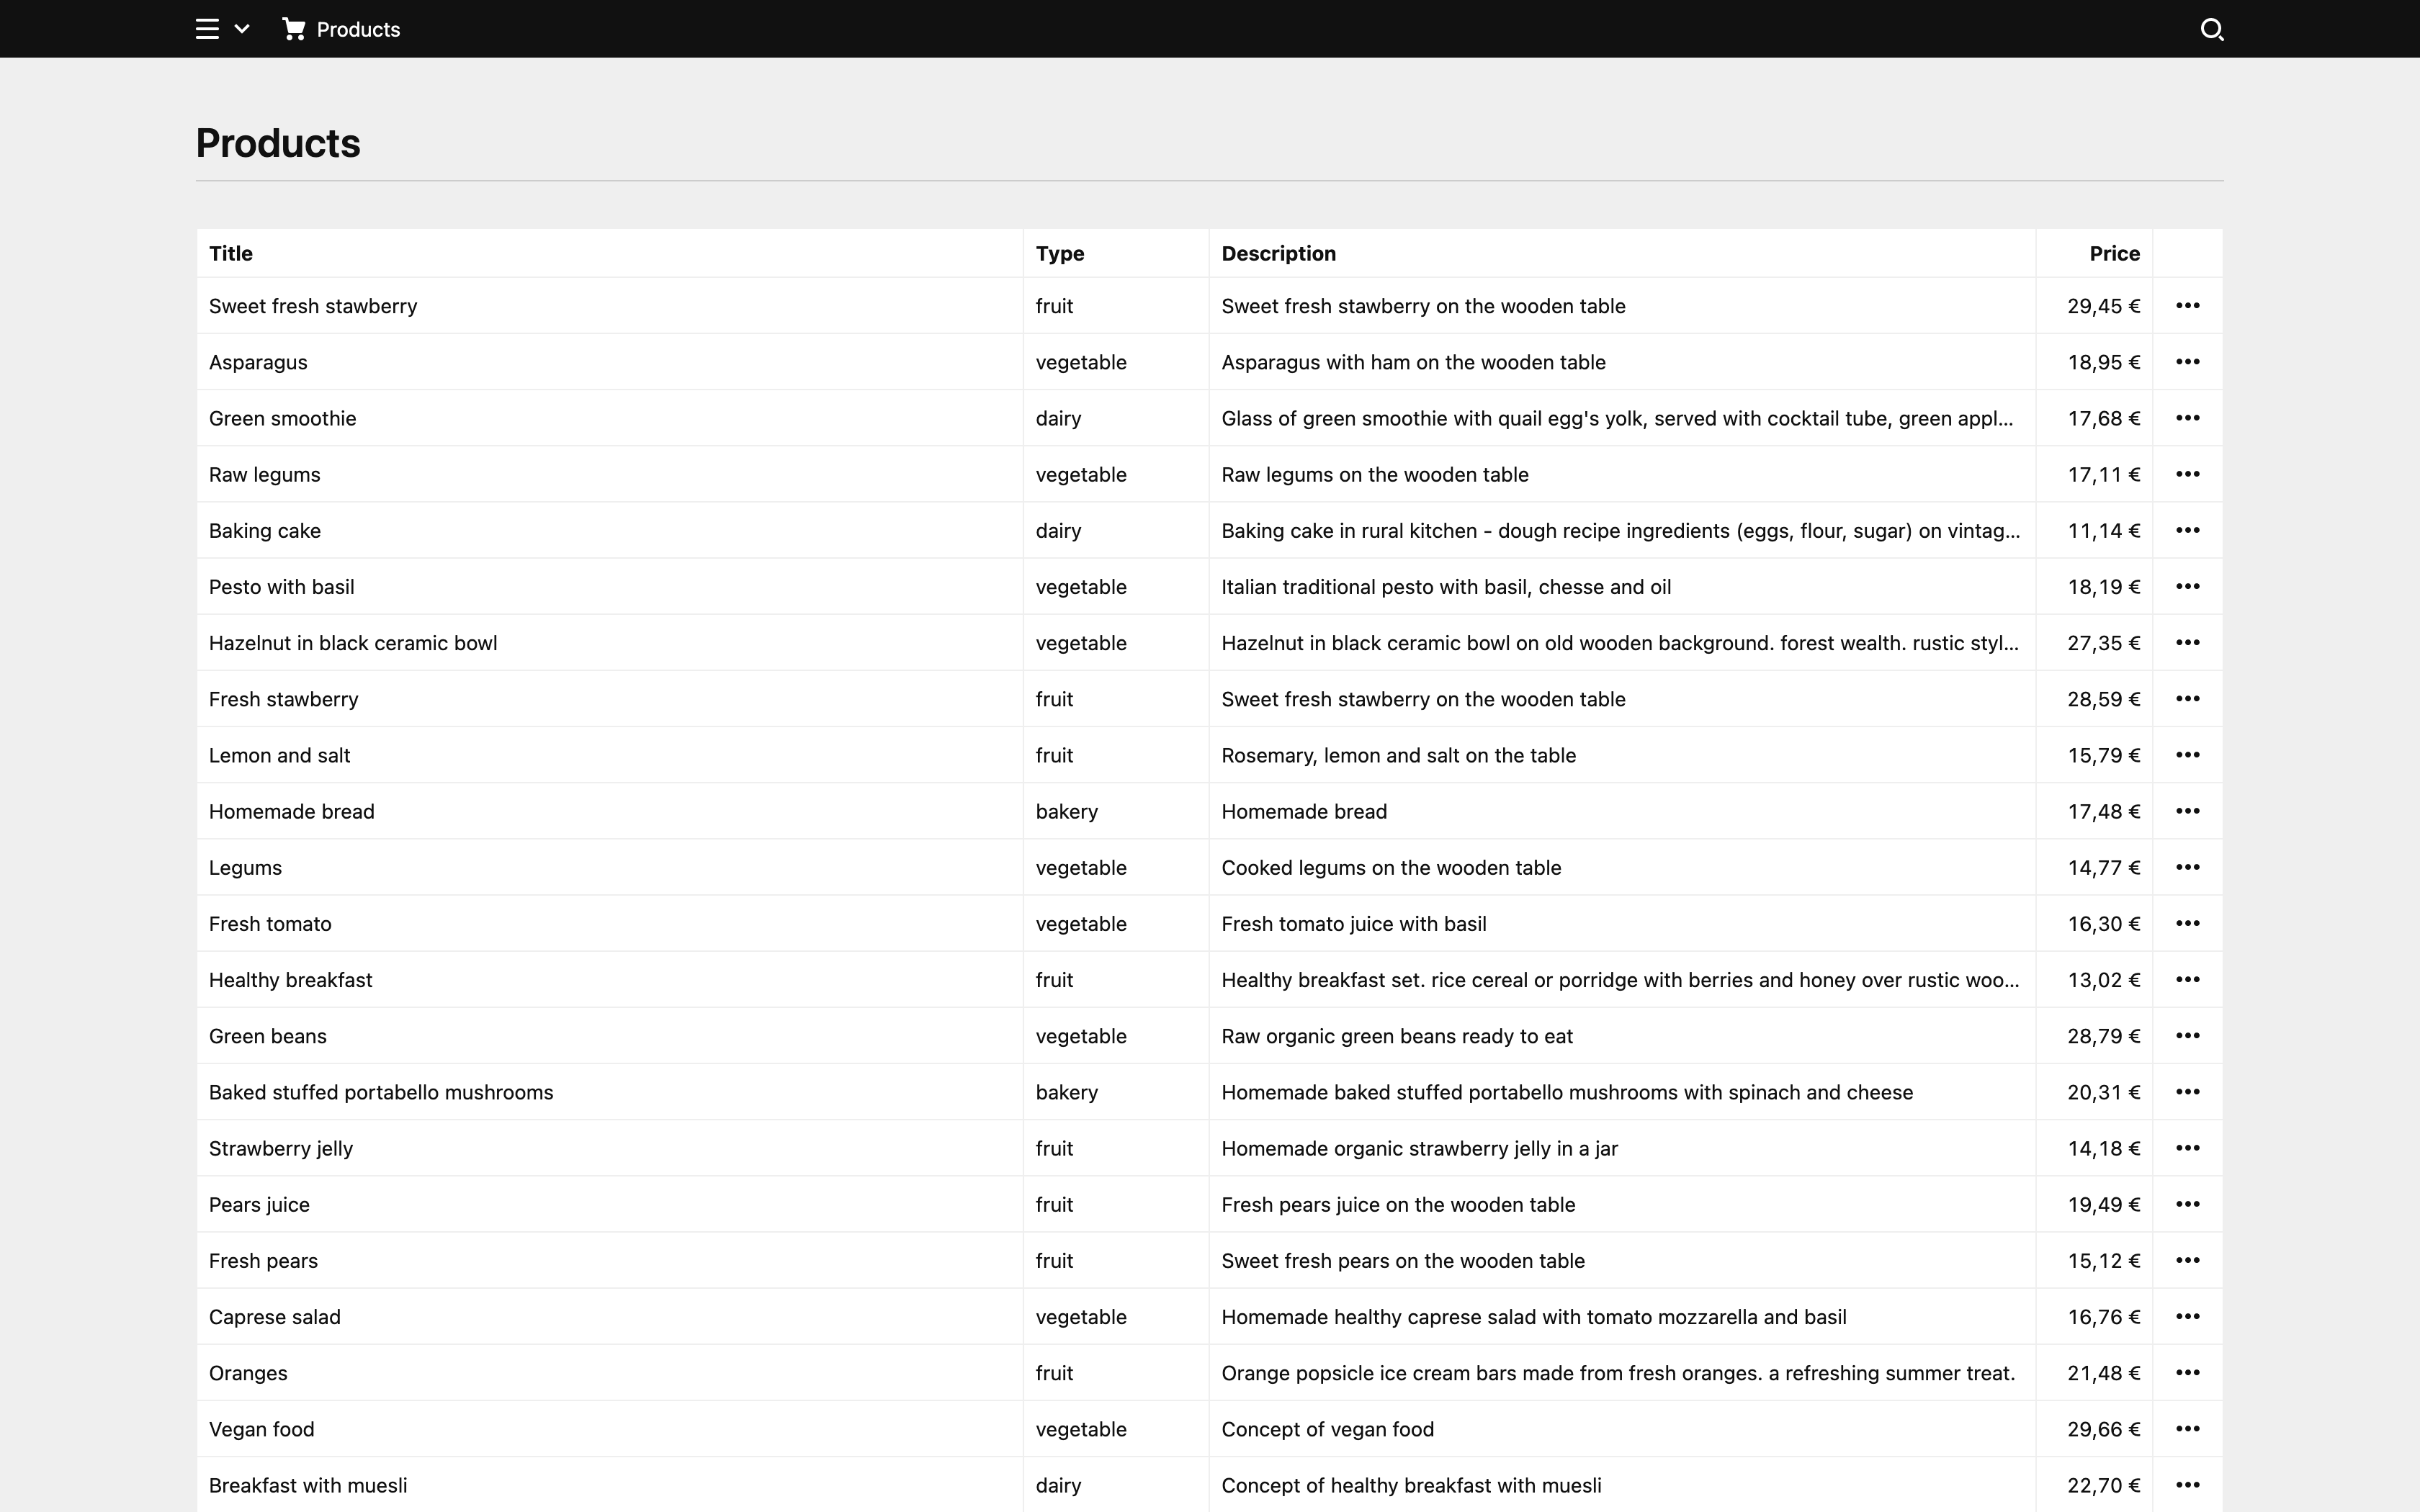 Products
Products
Title Type Description Price
Sweet fresh stawberry fruit Sweet fresh stawberry on the wooden table 29,45 €
Asparagus vegetable Asparagus with ham on the wooden table 18,95 €
Green smoothie dairy Glass of green smoothie with quail egg's yolk, served with cocktail tube, green appl... 17,68 €
Raw legums vegetable Raw legums on the wooden table 17,11 €
Baking cake dairy Baking cake in rural kitchen - dough recipe ingredients (eggs, flour, sugar) on vintag... 11,14 €
Pesto with basil vegetable Italian traditional pesto with basil, chesse and oil 18,19 €
Hazelnut in black ceramic bowl vegetable Hazelnut in black ceramic bowl on old wooden background. forest wealth. rustic styl... 27,35 €
Fresh stawberry fruit Sweet fresh stawberry on the wooden table 28,59 €
Lemon and salt fruit Rosemary, lemon and salt on the table 15,79 €
Homemade bread bakery Homemade bread 17,48 €
Legums vegetable Cooked legums on the wooden table 14,77 €
Fresh tomato vegetable Fresh tomato juice with basil 16,30 €
Healthy breakfast fruit Healthy breakfast set. rice cereal or porridge with berries and honey over rustic woo... 13,02 €
Green beans vegetable Raw organic green beans ready to eat 28,79 €
Baked stuffed portabello mushrooms bakery Homemade baked stuffed portabello mushrooms with spinach and cheese 20,31 €
Strawberry jelly fruit Homemade organic strawberry jelly in a jar 14,18 €
Pears juice fruit Fresh pears juice on the wooden table 19,49 €
Fresh pears fruit Sweet fresh pears on the wooden table 15,12 €
Caprese salad vegetable Homemade healthy caprese salad with tomato mozzarella and basil 16,76 €
Oranges fruit Orange popsicle ice cream bars made from fresh oranges. a refreshing summer treat. 21,48 €
Vegan food vegetable Concept of vegan food 29,66 €
Breakfast with muesli dairy Concept of healthy breakfast with muesli 22,70 €